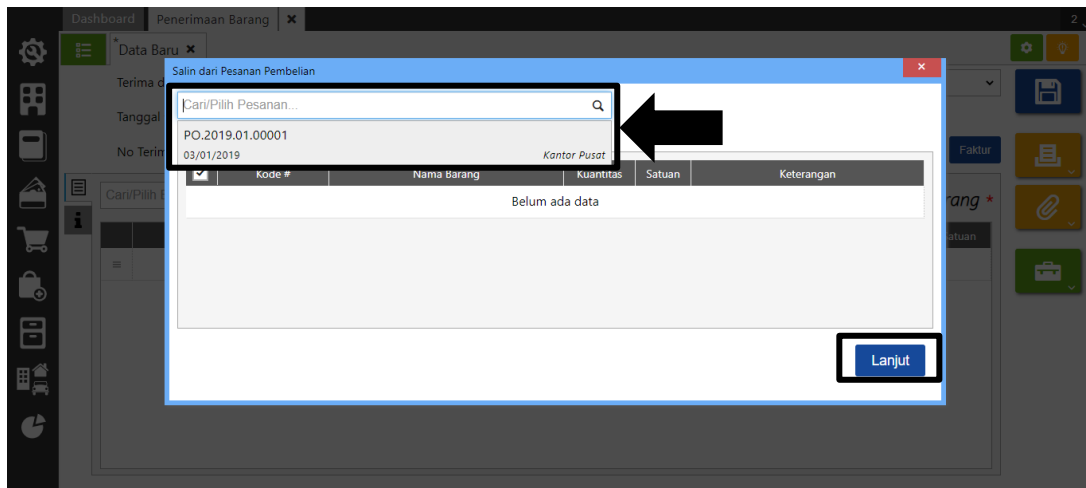 Dashboard Penerimaan Barang
2
*Data Baru
Salin dari Pesanan Pembelian
Terima d
Cari/Pilih Pesanan...
Tanggal
PO.2019.01.00001
03/01/2019 Kantor Pusat
No Terim
Faktur
Kode # Nama Barang Kuantitas Satuan Keterangan
Cari/Pilih B
rang *
Belum ada data
atuan
Lanjut